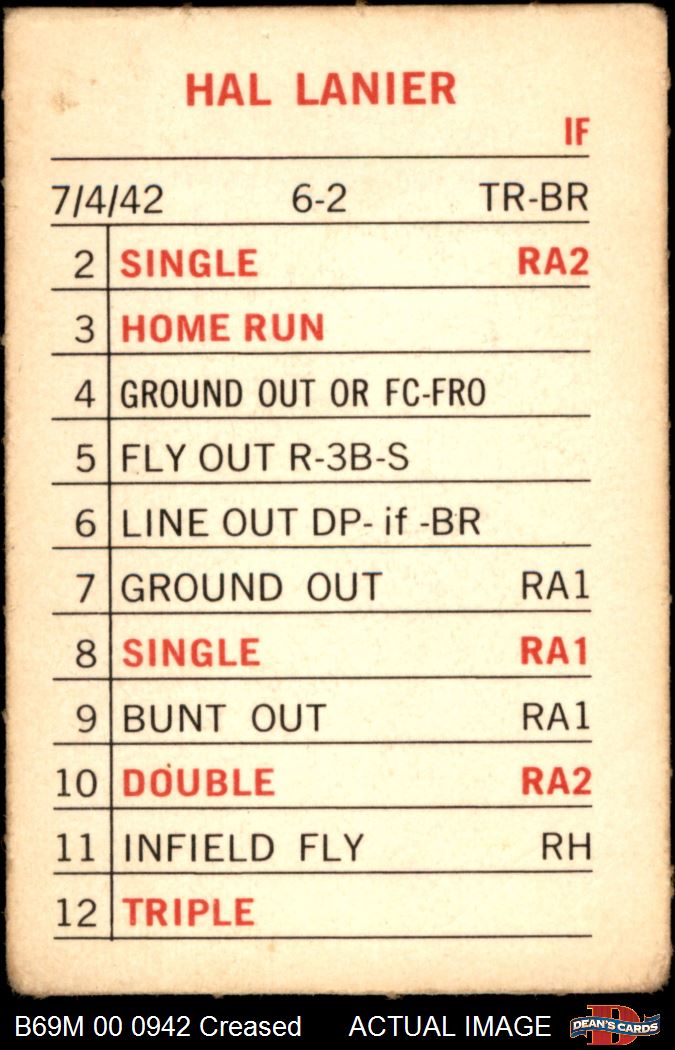 HAL LANIER
IF
7/4/42 6-2 TR-BR
2 SINGLE RA2
3 HOME RUN
4 GROUND OUT OR FC-FRO
5 FLY OUT R-3B-S
6 LINE OUT DP- if -BR
7 GROUND OUT RA1
8 SINGLE RA1
9 BUNT OUT RA1
10 DOUBLE RA2
11 INFIELD FLY RH
12 TRIPLE
B69M 00 0942 Creased ACTUAL IMAGE D DEAN'S CARDS